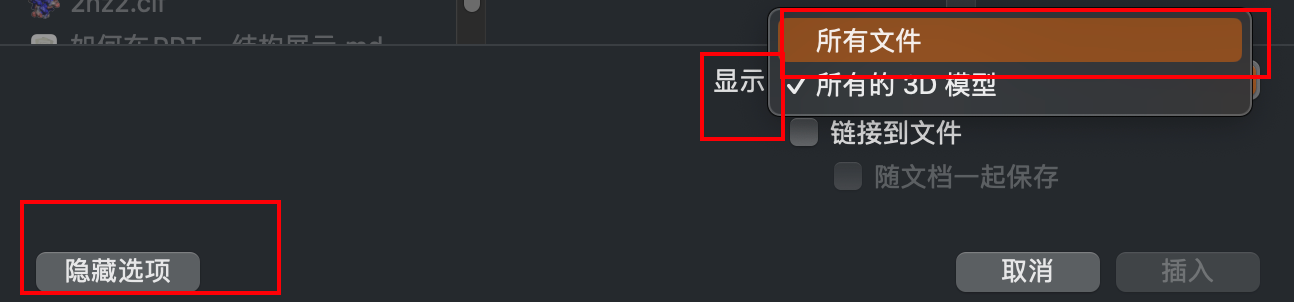 2hzz.cif
如何在PPT... 结构展示.md
所有文件
显示
✓ 所有的 3D 模型
链接到文件
随文档一起保存
隐藏选项
取消
插入